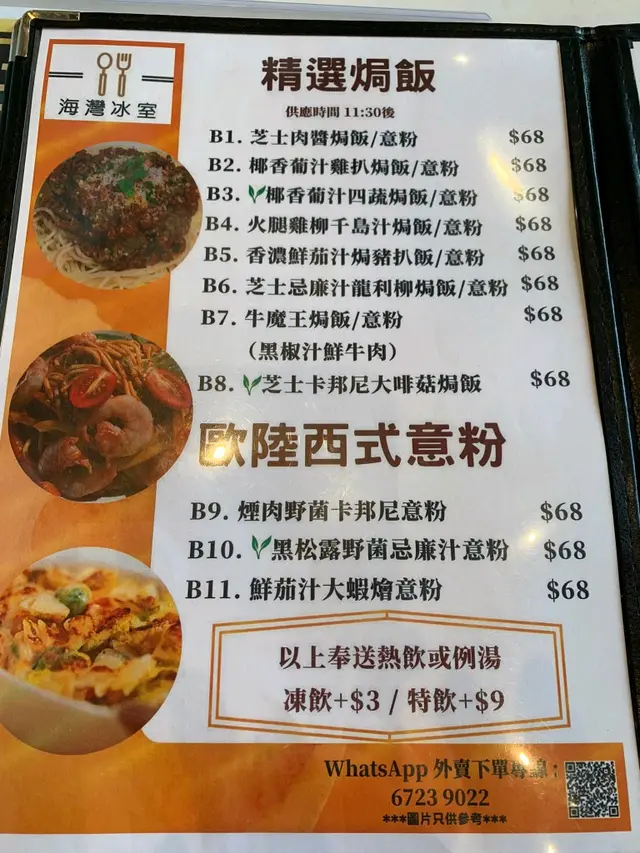 海灣冰室
精選焗飯
供應時間 11:30後
B1. 芝士肉醬焗飯/意粉 $68
B2. 椰香葡汁雞扒焗飯/意粉 $68
B3. 椰香葡汁四蔬焗飯/意粉 $68
B4. 火腿雞柳千島汁焗飯/意粉 $68
B5. 香濃鮮茄汁焗豬扒飯/意粉 $68
B6. 芝士忌廉汁龍利柳焗飯/意粉 $68
B7. 牛魔王焗飯/意粉 $68
(黑椒汁鮮牛肉)
B8. 芝士卡邦尼大啡菇焗飯 $68
歐陸西式意粉
B9. 煙肉野菌卡邦尼意粉 $68
B10. 黑松露野菌忌廉汁意粉 $68
B11. 鮮茄汁大蝦燴意粉 $68
以上奉送熱飲或例湯
凍飲+$3 / 特飲+$9
WhatsApp 外賣下單專線:
6723 9022
***圖片只供參考***